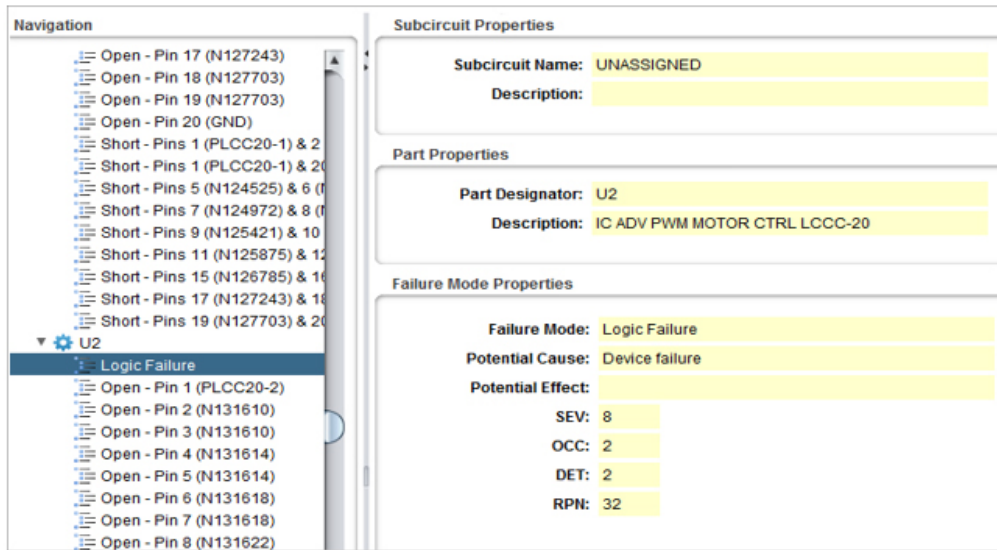 Navigation
Open - Pin 17 (N127243)
Open - Pin 18 (N127703)
Open - Pin 19 (N127703)
Open - Pin 20 (GND)
Short - Pins 1 (PLCC20-1) & 2
Short - Pins 1 (PLCC20-1) & 20
Short - Pins 5 (N124525) & 6 (
Short - Pins 7 (N124972) & 8 (
Short - Pins 9 (N125421) & 10
Short - Pins 11 (N125875) & 12
Short - Pins 15 (N126785) & 16
Short - Pins 17 (N127243) & 18
Short - Pins 19 (N127703) & 20
U2
Logic Failure
Open - Pin 1 (PLCC20-2)
Open - Pin 2 (N131610)
Open - Pin 3 (N131610)
Open - Pin 4 (N131614)
Open - Pin 5 (N131614)
Open - Pin 6 (N131618)
Open - Pin 7 (N131618)
Open - Pin 8 (N131622)
Subcircuit Properties
Subcircuit Name: UNASSIGNED
Description:
Part Properties
Part Designator: U2
Description: IC ADV PWM MOTOR CTRL LCCC-20
Failure Mode Properties
Failure Mode: Logic Failure
Potential Cause: Device failure
Potential Effect:
SEV: 8
OCC: 2
DET: 2
RPN: 32